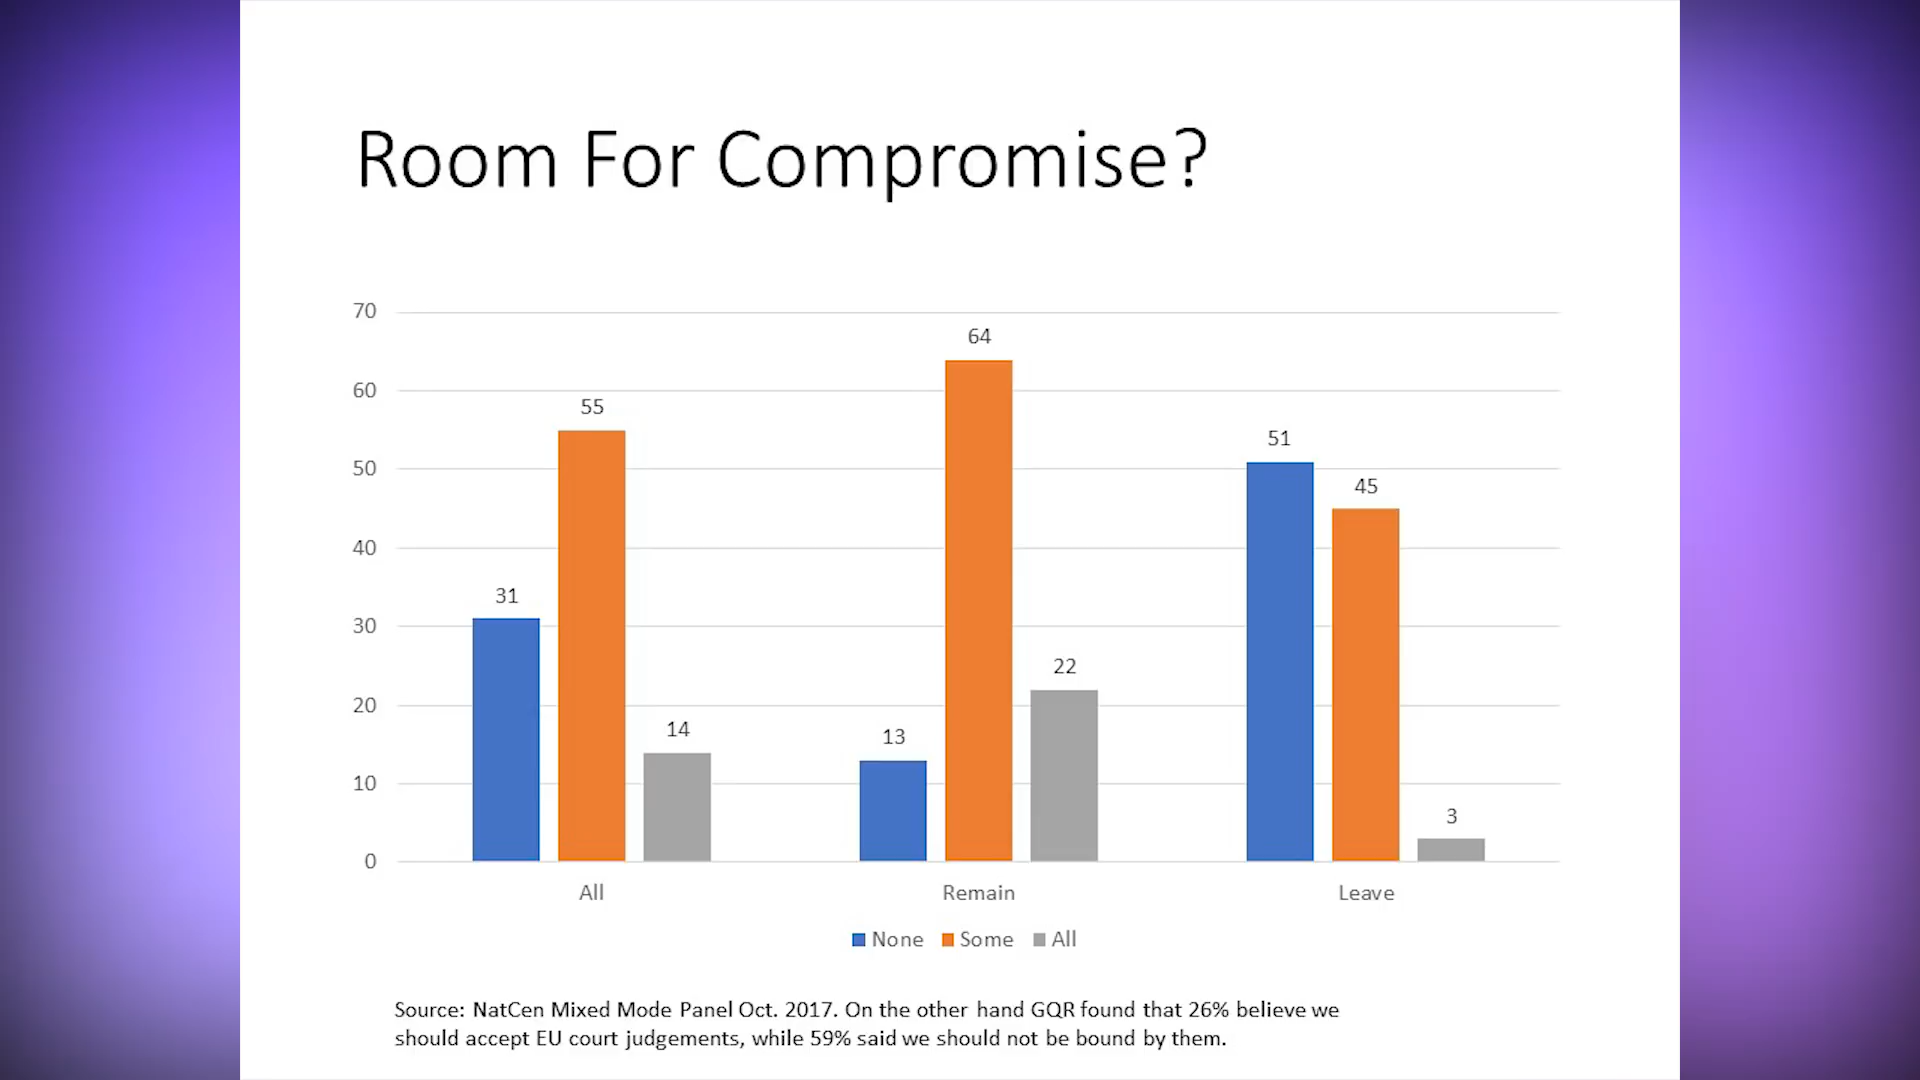 Room For Compromise?
70
60
50
40
30
20
10
0
31
55
14
13
64
22
51
45
3
All
Remain
Leave
None Some All
Source: NatCen Mixed Mode Panel Oct. 2017. On the other hand GQR found that 26% believe we
should accept EU court judgements, while 59% said we should not be bound by them.